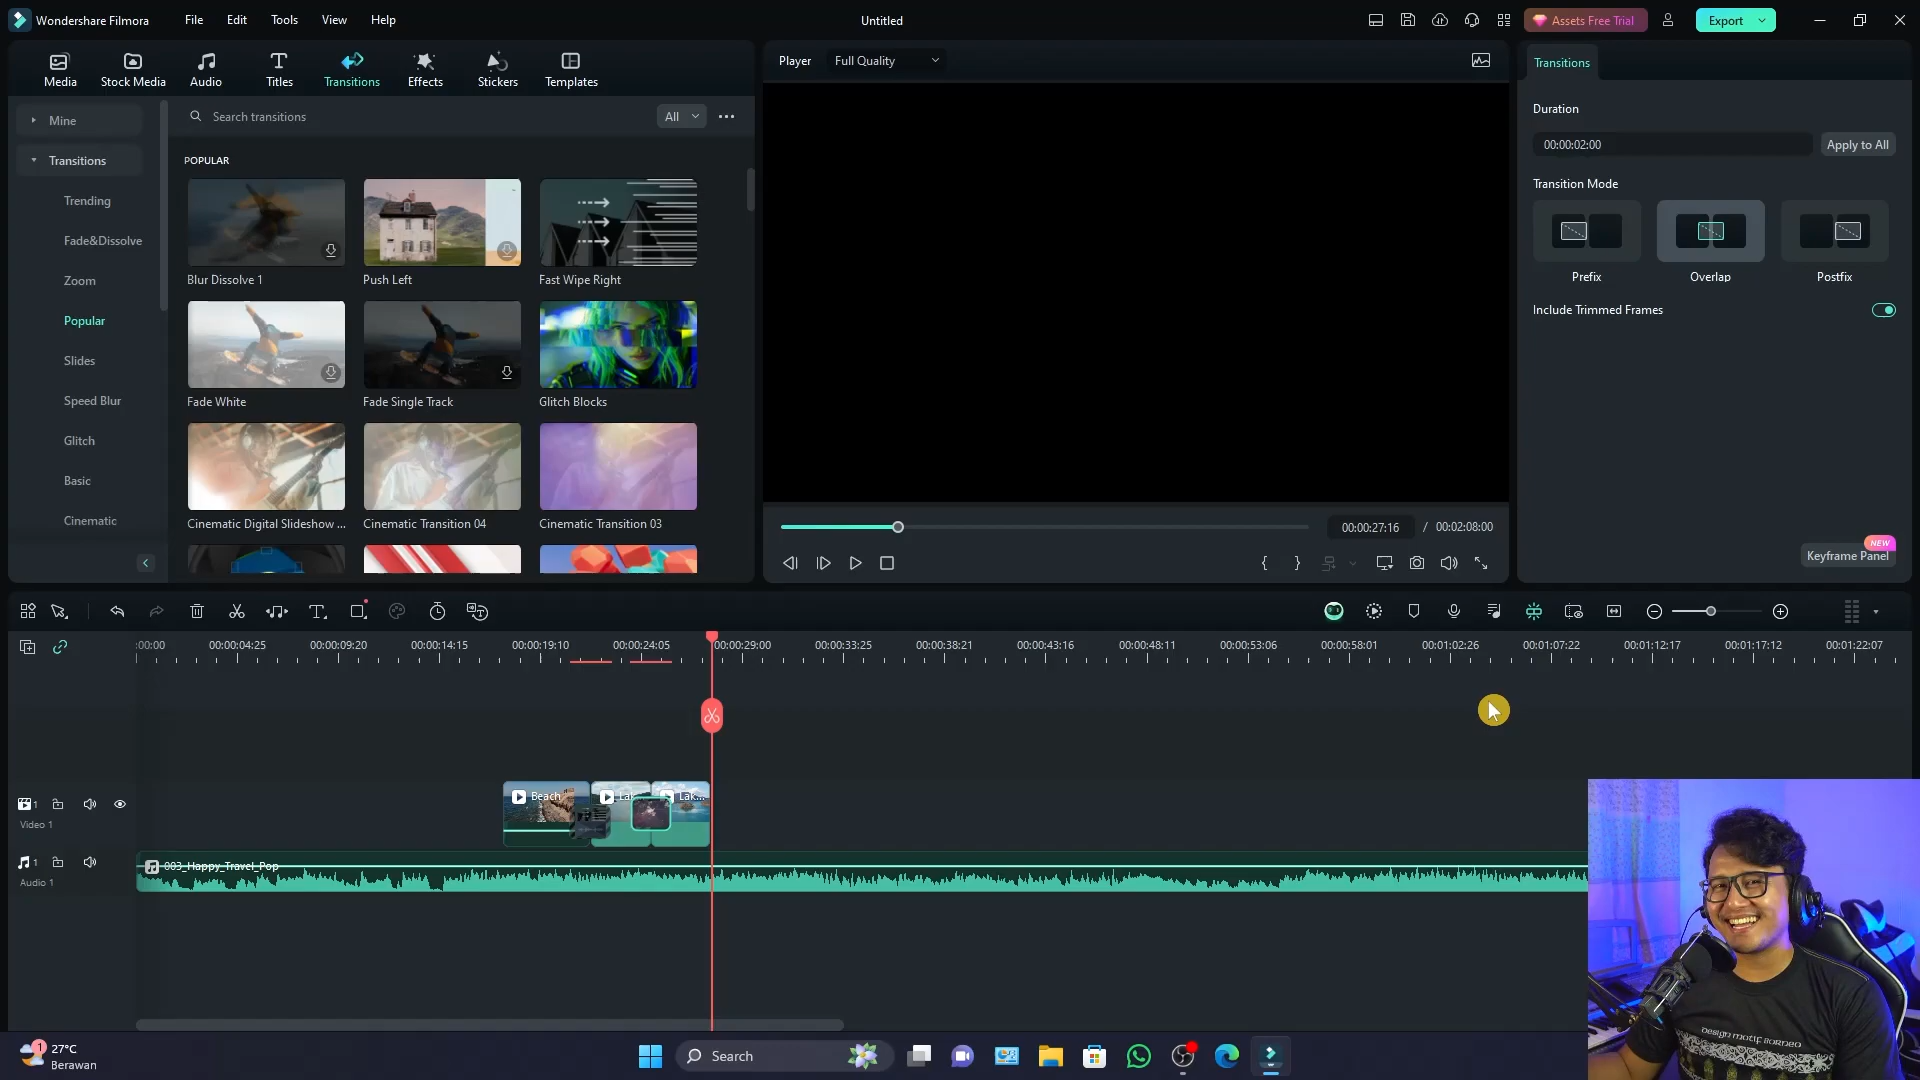 Wondershare Filmora
File
Edit
Tools
View
Help
Untitled
Assets Free Trial
Export
Media
Stock Media
Audio
Titles
Transitions
Effects
Stickers
Templates
Player
Full Quality
Transitions
Mine
Search transitions
All
Duration
00:00:02:00
Apply to All
Transitions
Trending
Fade&Dissolve
Zoom
Popular
Slides
Speed Blur
Glitch
Basic
Cinematic
POPULAR
Blur Dissolve 1
Push Left
Fast Wipe Right
Fade White
Fade Single Track
Glitch Blocks
Cinematic Digital Slideshow ...
Cinematic Transition 04
Cinematic Transition 03
Transition Mode
Prefix
Overlap
Postfix
Include Trimmed Frames
00:00:27:16 / 00:02:08:00
NEW
Keyframe Panel
:00:00
00:00:04:25
00:00:09:20
00:00:14:15
00:00:19:10
00:00:24:05
00:00:29:00
00:00:33:25
00:00:38:21
00:00:43:16
00:00:48:11
00:00:53:06
00:00:58:01
00:01:02:26
00:01:07:22
00:01:12:17
00:01:17:12
00:01:22:07
1
Video 1
Beach
Lak
Lak...
1
Audio 1
003_Happy_Travel_Pop
DESIGN MOTIF BORNEO
1
27°C
Berawan
Search